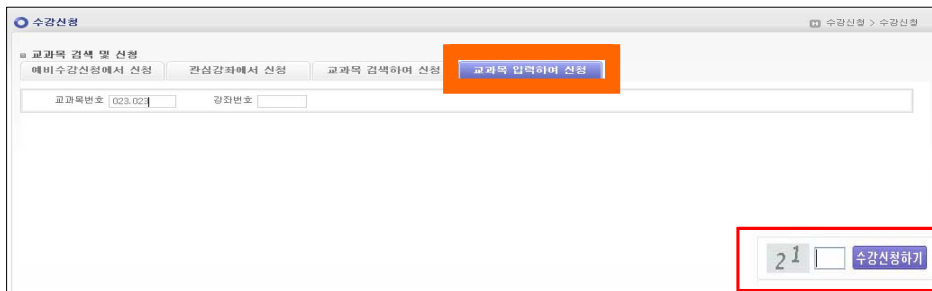 수강신청
수강신청 > 수강신청
교과목 검색 및 신청
예비수강신청에서 신청 관심강좌에서 신청 교과목 검색하여 신청 교과목 입력하여 신청
교과목번호 023.023 강좌번호
21 수강신청하기